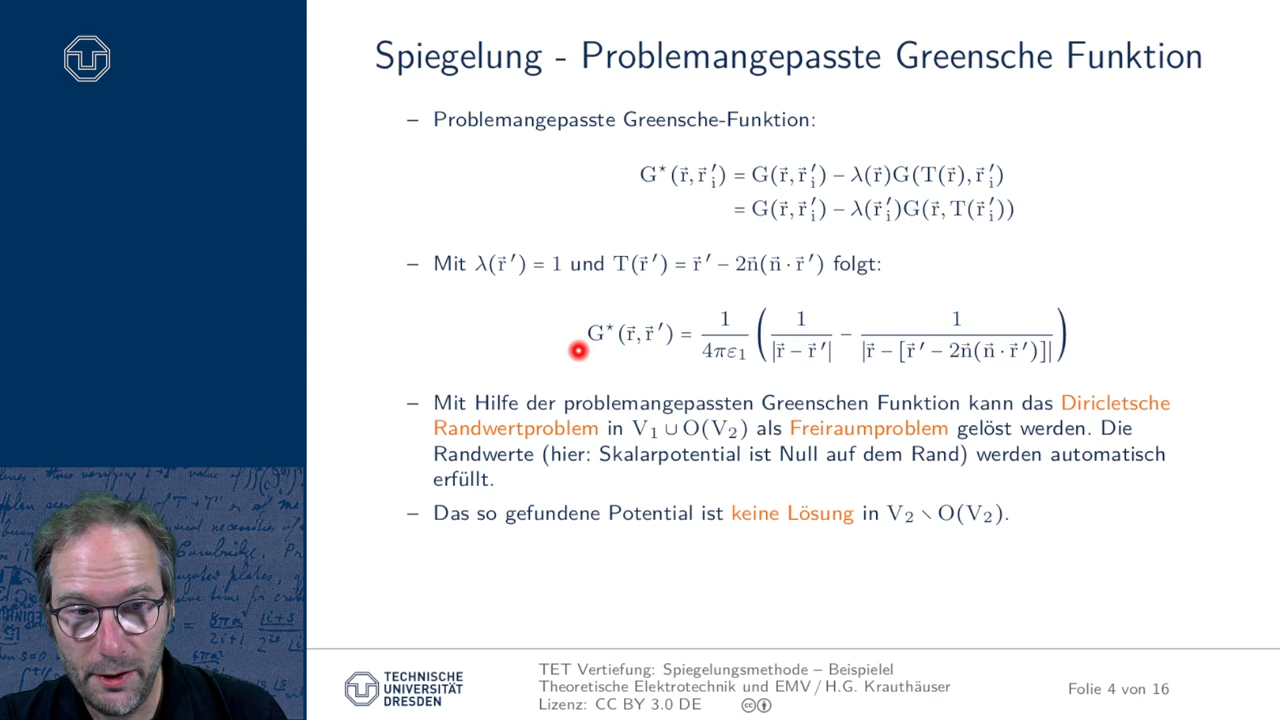 Spiegelung - Problemangepasste Greensche Funktion
– Problemangepasste Greensche-Funktion:
G⋆(r⃗, r⃗ᵢ′) = G(r⃗, r⃗ᵢ′) − λ(r⃗)G(T(r⃗), r⃗ᵢ′)
= G(r⃗, r⃗ᵢ′) − λ(r⃗ᵢ′)G(r⃗, T(r⃗ᵢ′))
– Mit λ(r⃗′) = 1 und T(r⃗′) = r⃗′ − 2n⃗(n⃗ · r⃗′) folgt:
G⋆(r⃗, r⃗′) = 1/(4πε₁) ( 1/|r⃗ − r⃗′| − 1/|r⃗ − [r⃗′ − 2n⃗(n⃗ · r⃗′)]| )
– Mit Hilfe der problemangepassten Greenschen Funktion kann das Diricletsche
Randwertproblem in V₁ ∪ O(V₂) als Freiraumproblem gelöst werden. Die
Randwerte (hier: Skalarpotential ist Null auf dem Rand) werden automatisch
erfüllt.
– Das so gefundene Potential ist keine Lösung in V₂ ∖ O(V₂).
TECHNISCHE
UNIVERSITÄT
DRESDEN
TET Vertiefung: Spiegelungsmethode – Beispielel
Theoretische Elektrotechnik und EMV / H.G. Krauthäuser
Lizenz: CC BY 3.0 DE
Folie 4 von 16